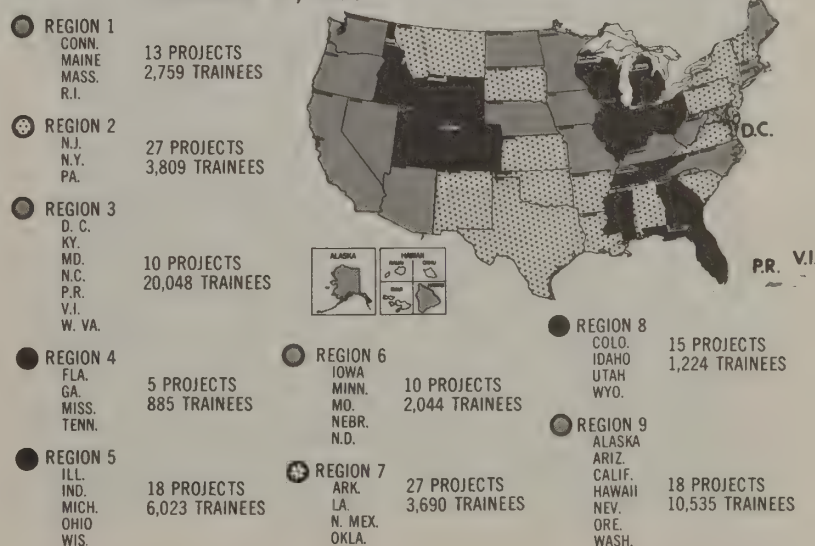 REGION 1
CONN.
MAINE
MASS.
R.I.
13 PROJECTS
2,759 TRAINEES
REGION 2
N.J.
N.Y.
PA.
27 PROJECTS
3,809 TRAINEES
REGION 3
D. C.
KY.
MD.
N.C.
P.R.
V.I.
W. VA.
10 PROJECTS
20,048 TRAINEES
REGION 4
FLA.
GA.
MISS.
TENN.
5 PROJECTS
885 TRAINEES
REGION 5
ILL.
IND.
MICH.
OHIO
WIS.
18 PROJECTS
6,023 TRAINEES
D.C.
P.R.
V.I.
ALASKA
HAWAIIAN
REGION 6
IOWA
MINN.
MO.
NEBR.
N.D.
10 PROJECTS
2,044 TRAINEES
REGION 7
ARK.
LA.
N. MEX.
OKLA.
27 PROJECTS
3,690 TRAINEES
REGION 8
COLO.
IDAHO
UTAH
WYO.
15 PROJECTS
1,224 TRAINEES
REGION 9
ALASKA
ARIZ.
CALIF.
HAWAII
NEV.
ORE.
WASH.
18 PROJECTS
10,535 TRAINEES